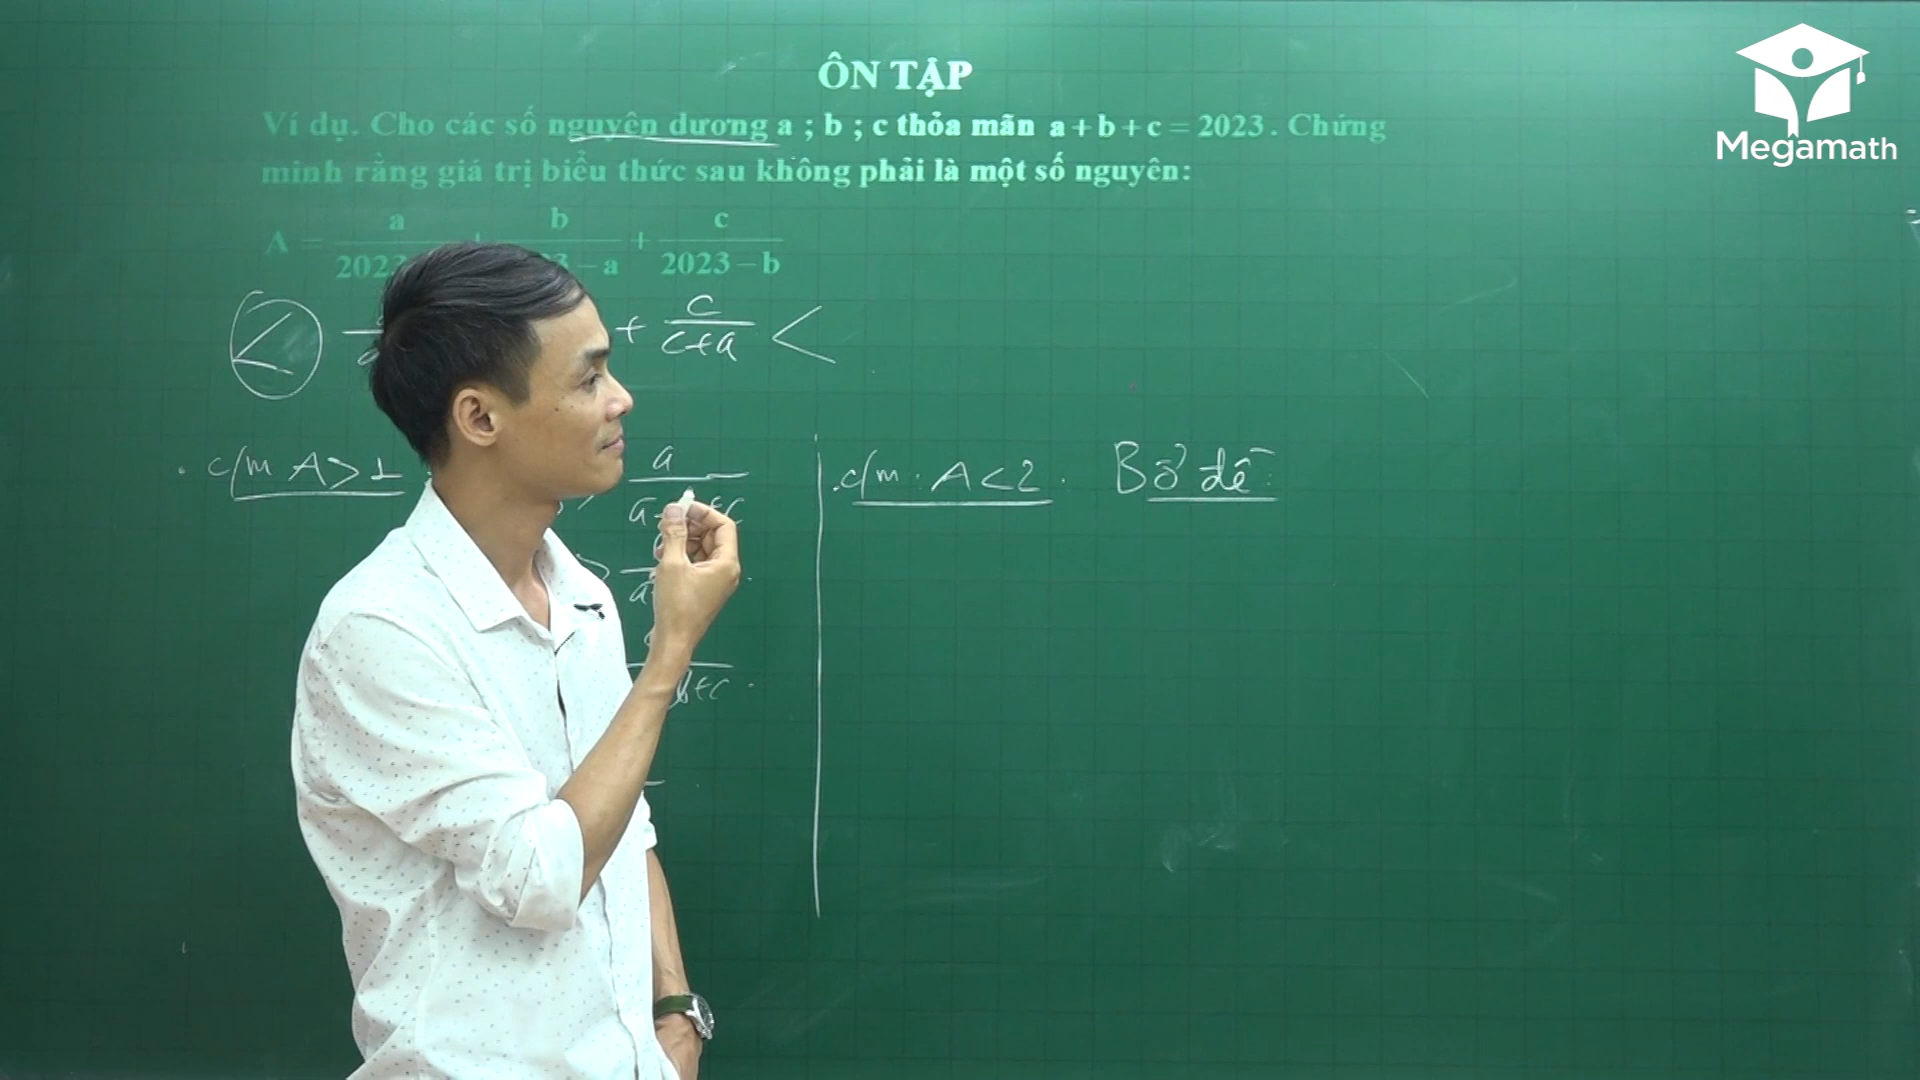 Megamath
ÔN TẬP
Ví dụ. Cho các số nguyên dương a ; b ; c thỏa mãn a + b + c = 2023. Chứng
minh rằng giá trị biểu thức sau không phải là một số nguyên:
a b c
A = + +
2023 – a 2023 – b
< c
+ <
c+a
. c/m A > 1 a
a +c
>
a
b+c .
. c/m : A < 2 . Bổ đề :